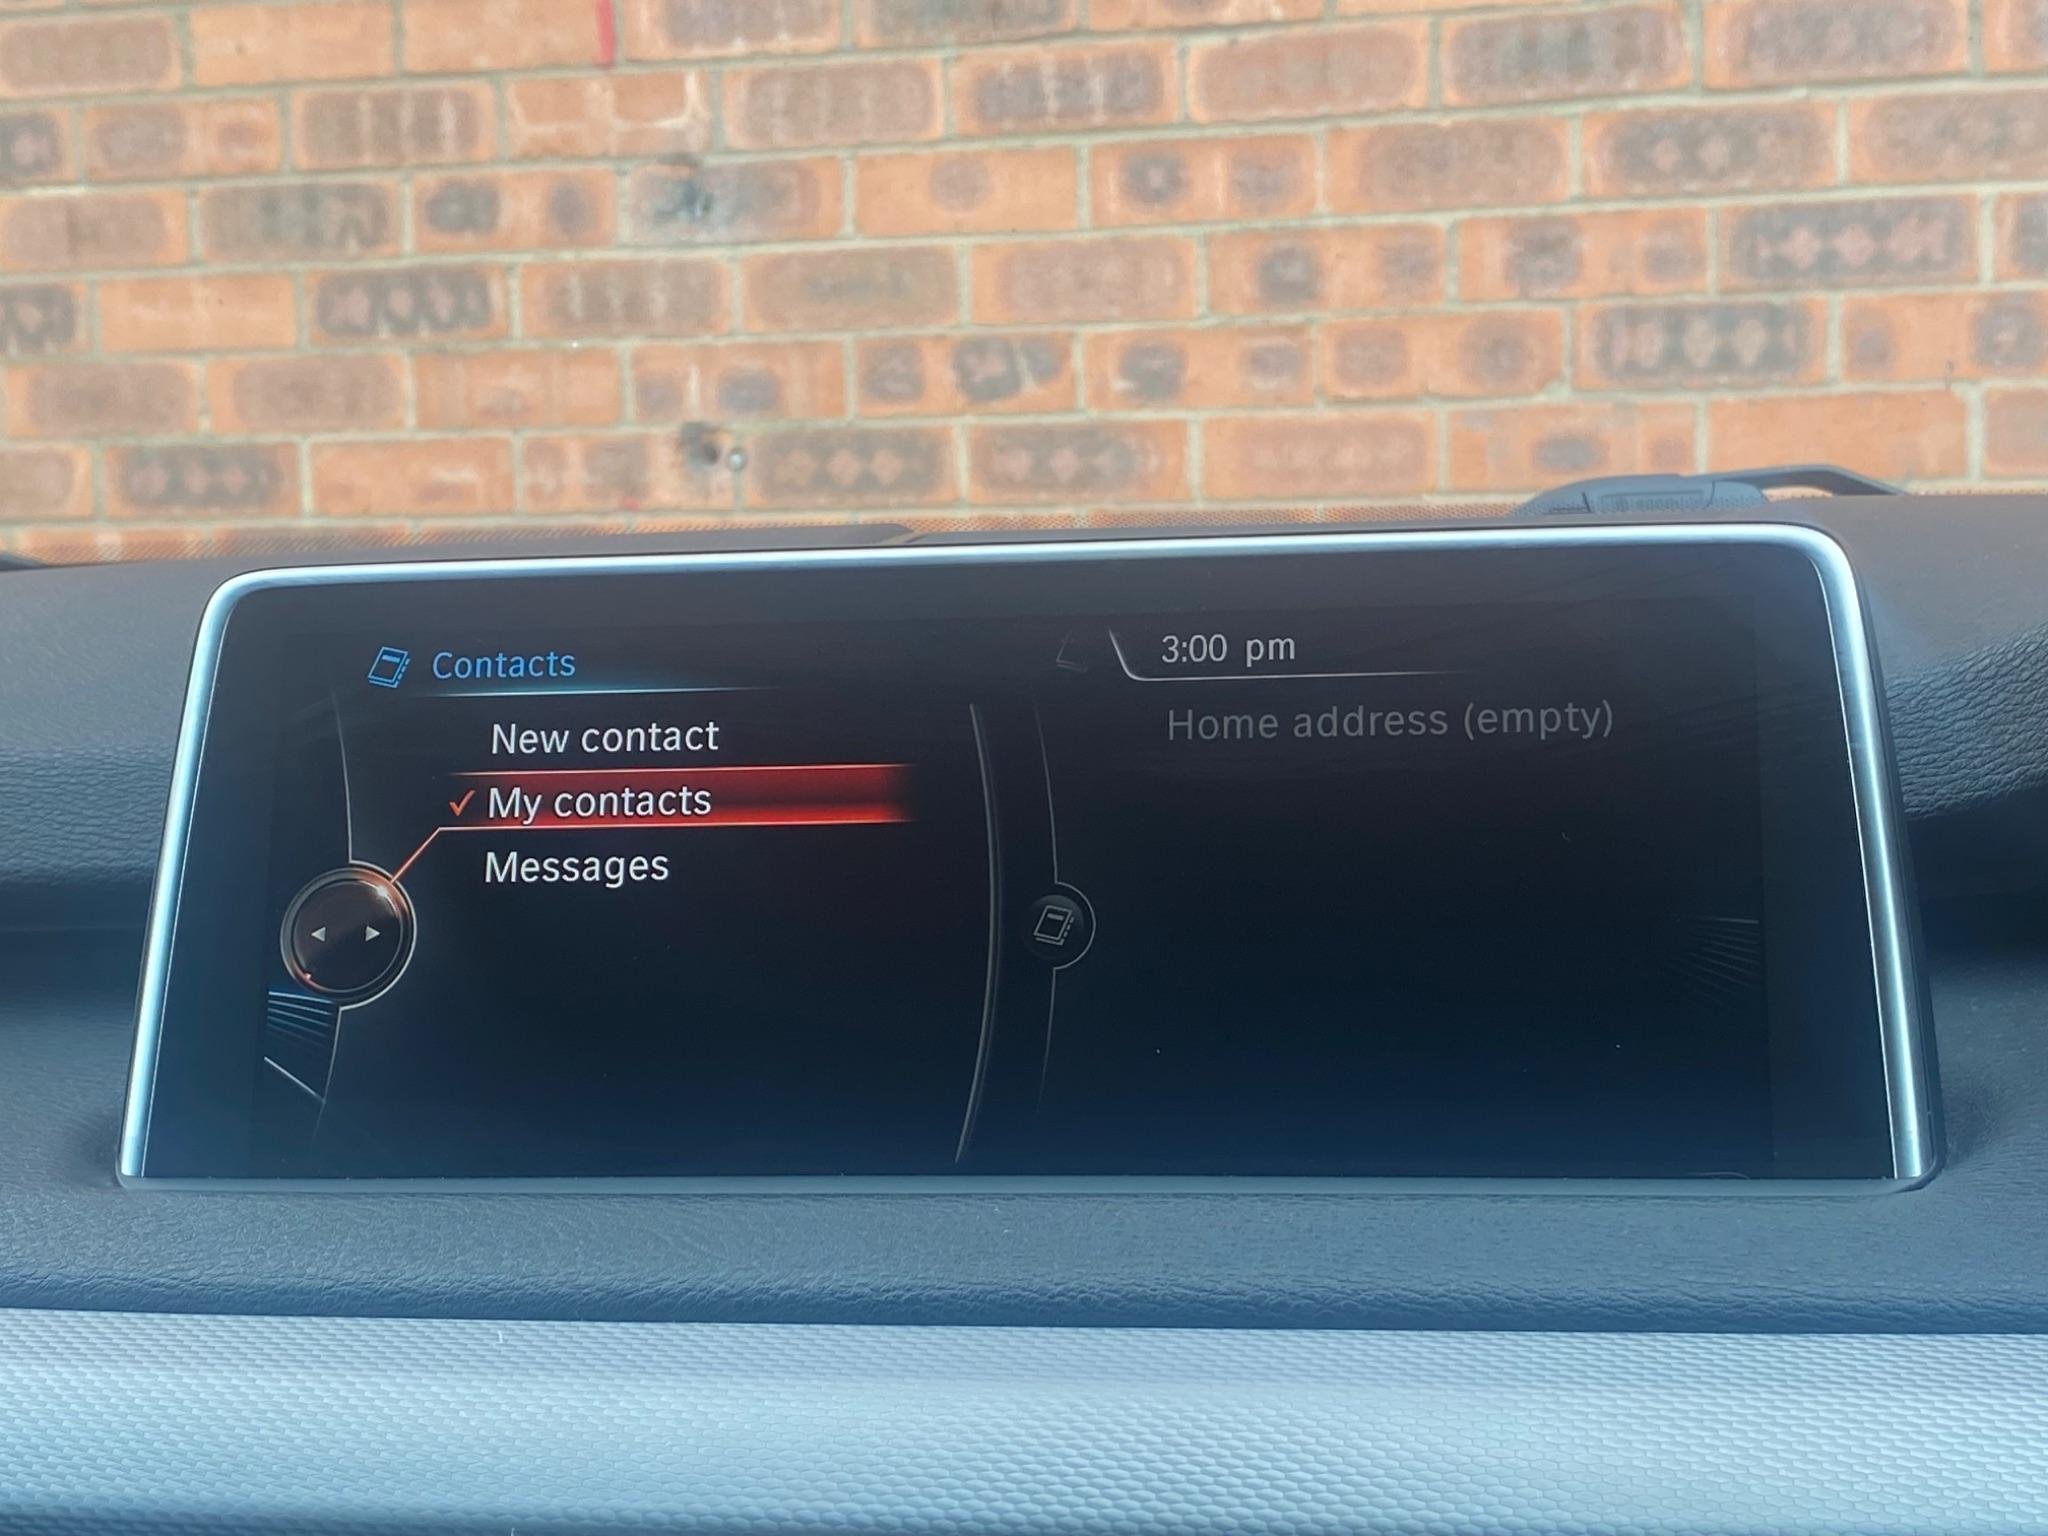 Contacts
New contact
My contacts
Messages
3:00 pm
Home address (empty)